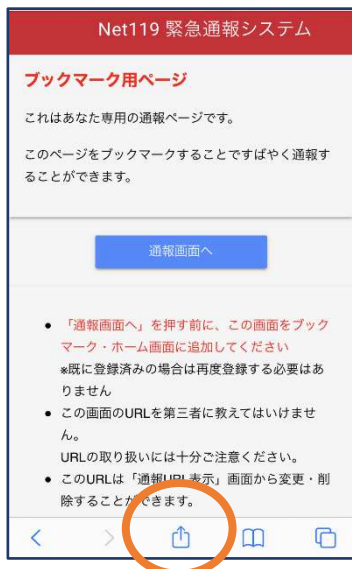 Net119 緊急通報システム
ブックマーク用ページ
これはあなた専用の通報ページです。
このページをブックマークすることですばやく通報す
ることができます。
通報画面へ
● 「通報画面へ」を押す前に、この画面をブック
マーク・ホーム画面に追加してください
※既に登録済みの場合は再度登録する必要はあ
りません
● この画面のURLを第三者に教えてはいけませ
ん。
URLの取り扱いには十分ご注意ください。
● このURLは「通報URL表示」画面から変更・削
除することができます。